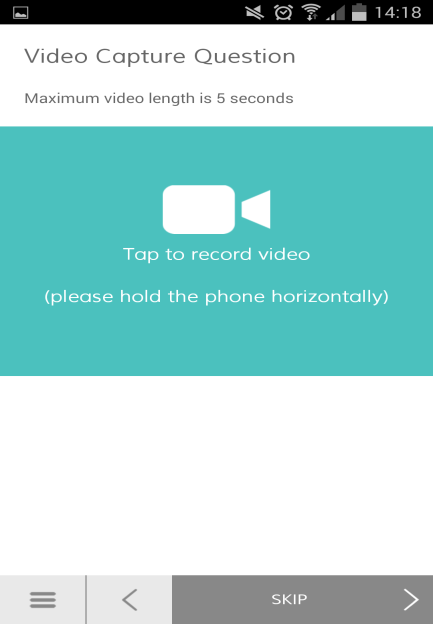 14:18
Video Capture Question
Maximum video length is 5 seconds
Tap to record video
(please hold the phone horizontally)
SKIP